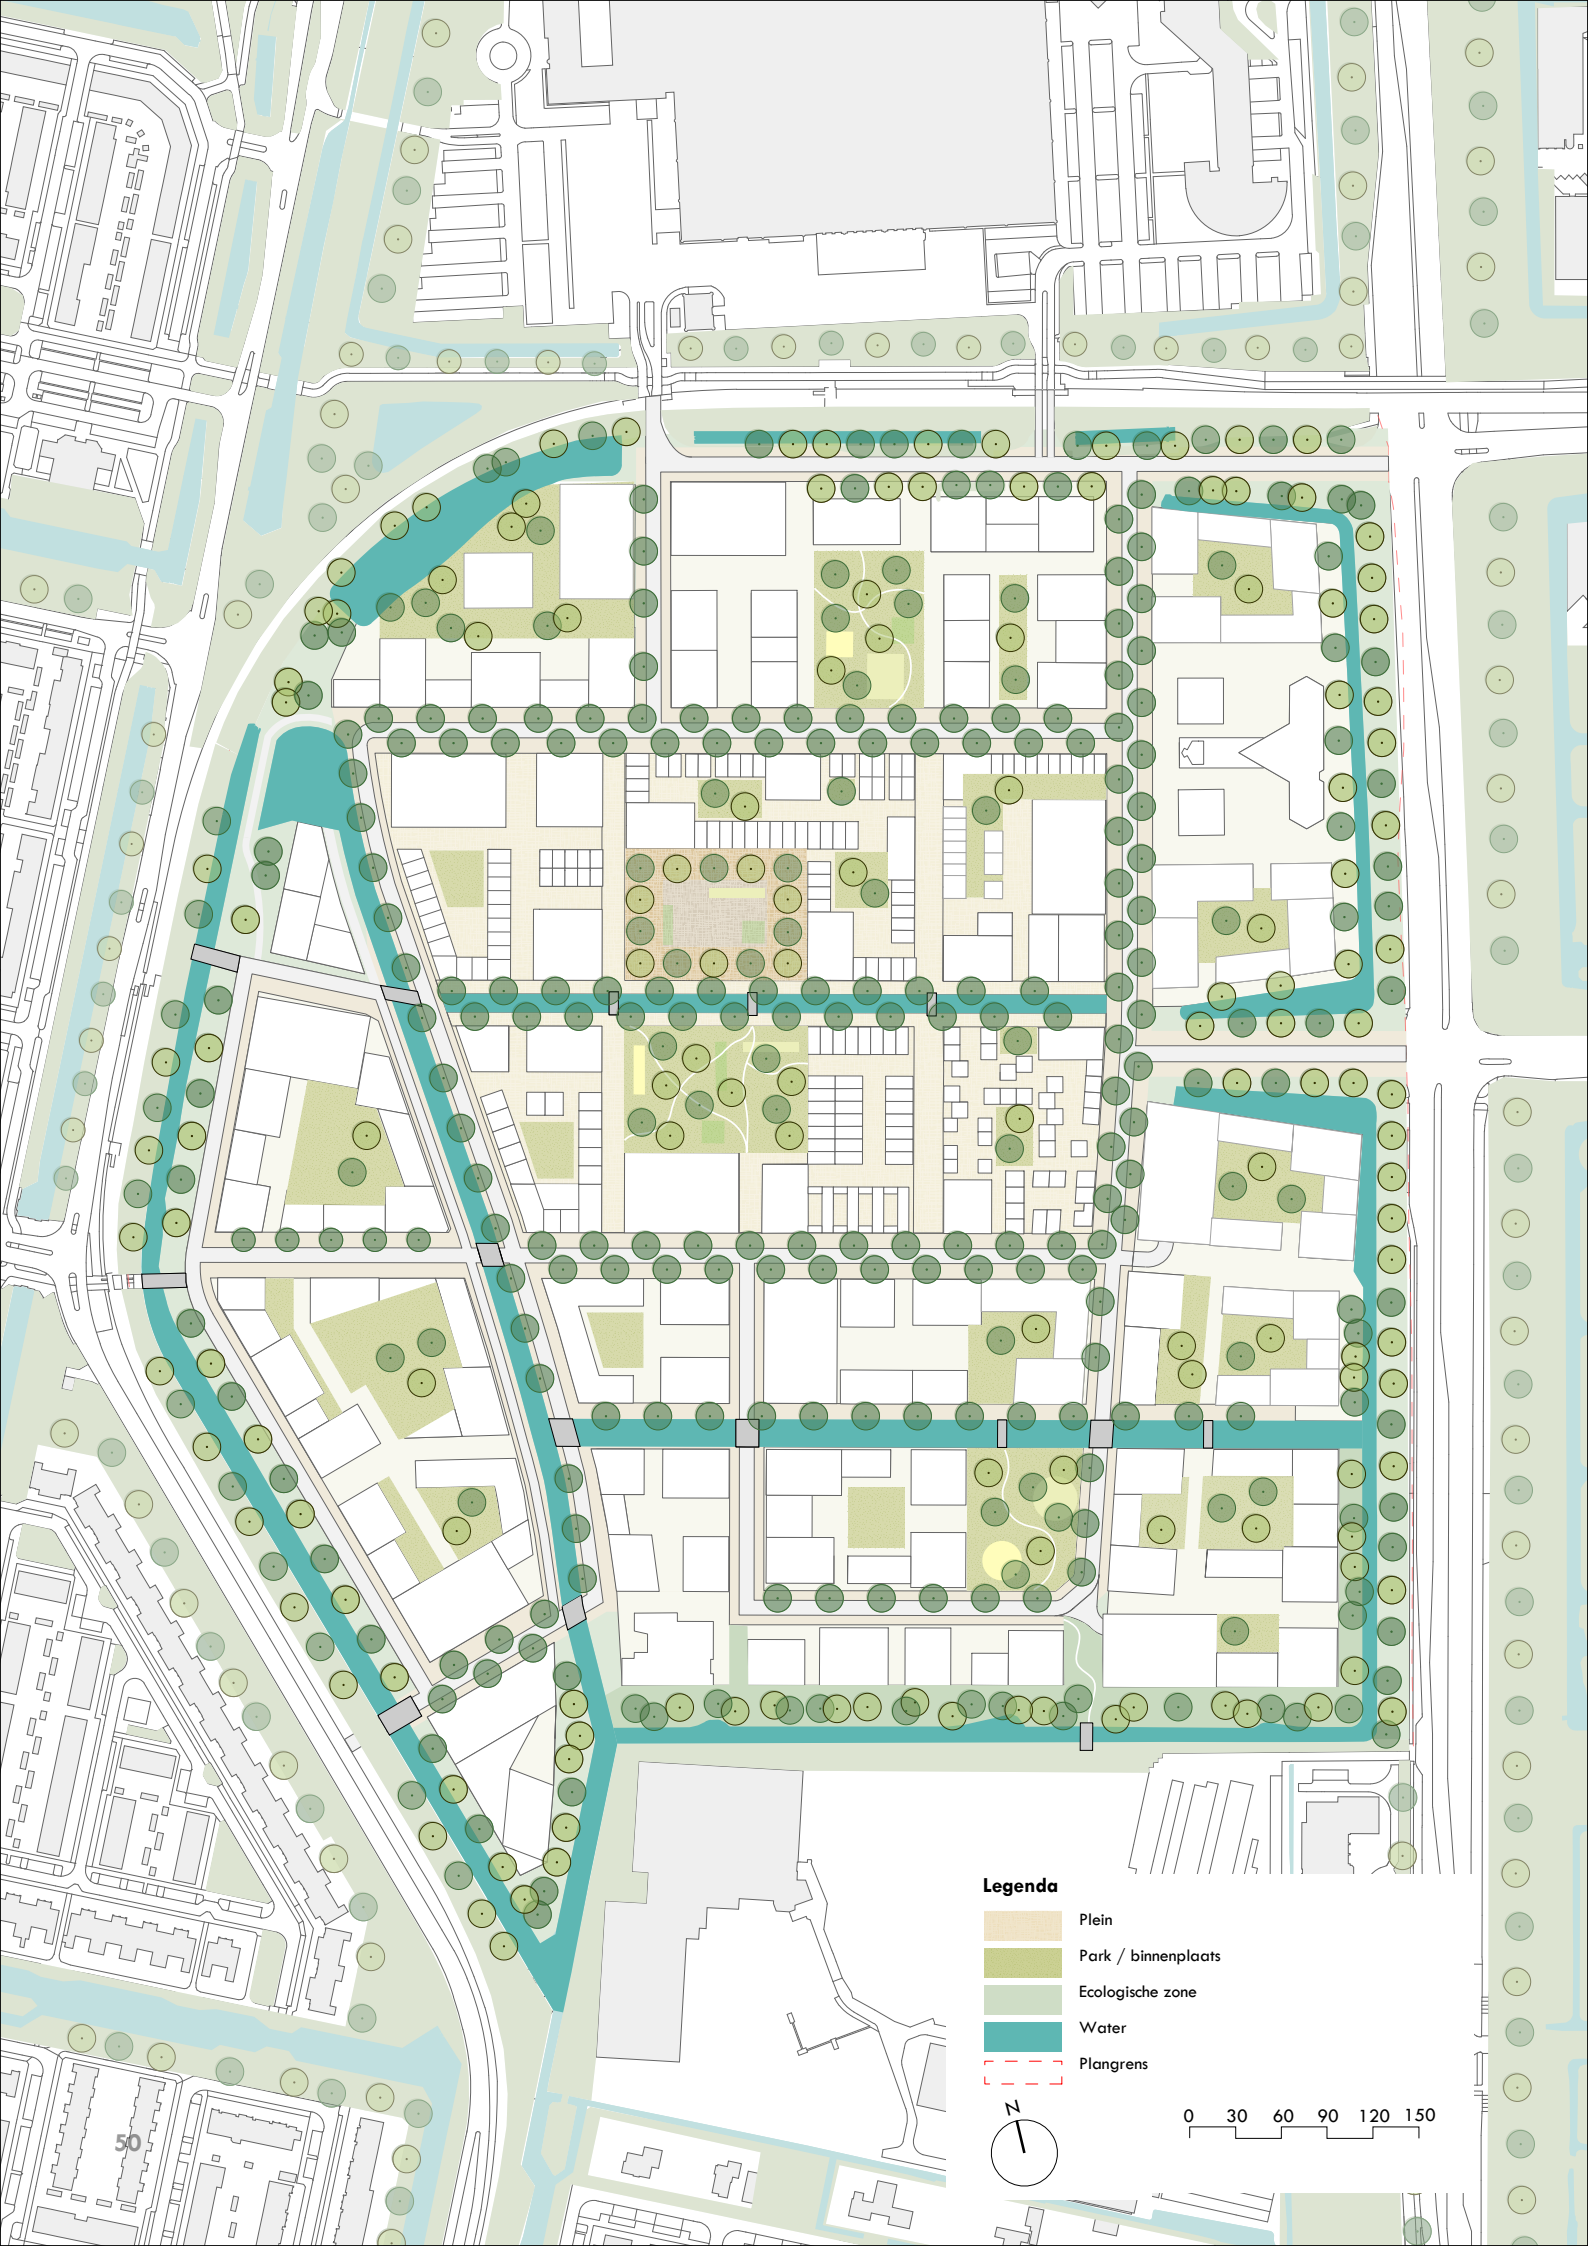 Legenda
Plein
Park / binnenplaats
Ecologische zone
Water
Plangrens
N
0 30 60 90 120 150
50